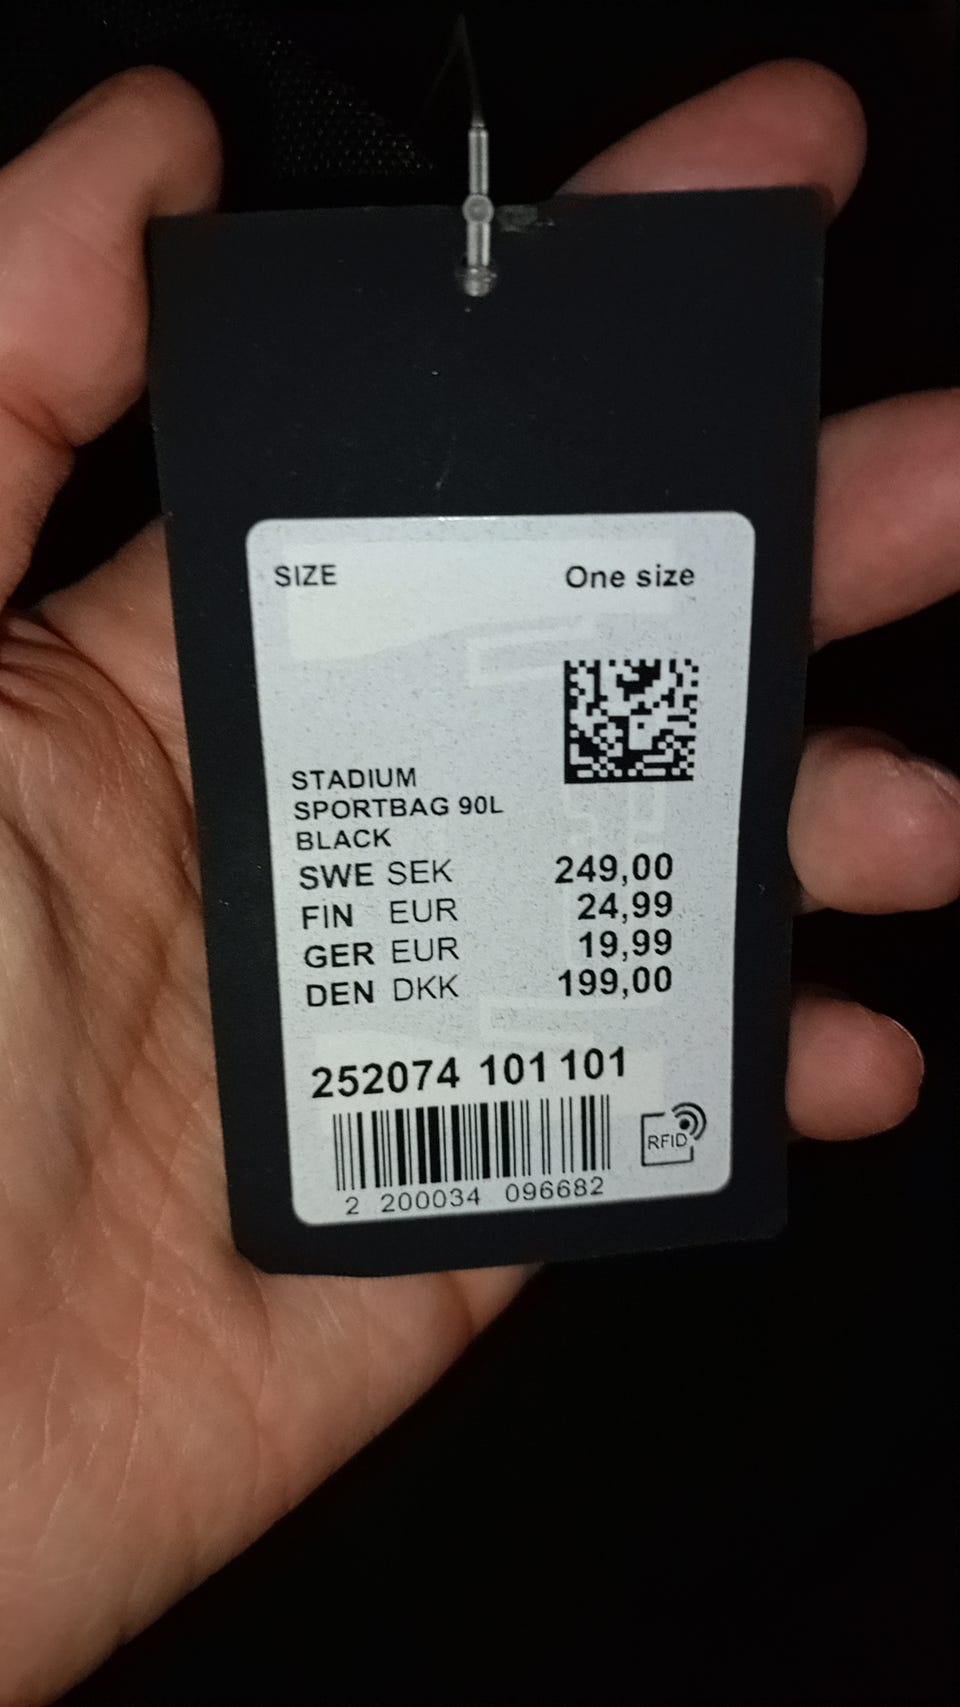 SIZE One size
STADIUM
SPORTBAG 90L
BLACK
SWE SEK 249,00
FIN EUR 24,99
GER EUR 19,99
DEN DKK 199,00
252074 101 101
RFID
2 200034 096682